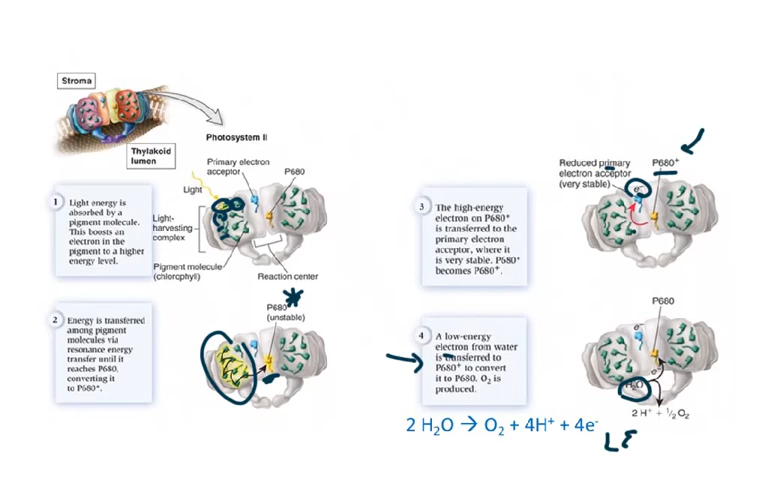 Stroma
Thylakoid
lumen
Photosystem II
Primary electron
acceptor
P680
Light
Light-
harvesting
complex
Pigment molecule
(chlorophyll)
Reaction center
1 Light energy is
absorbed by a
pigment molecule.
This boosts an
electron in the
pigment to a higher
energy level.
P680*
(unstable)
2 Energy is transferred
among pigment
molecules via
resonance energy
transfer until it
reaches P680,
converting it
to P680*.
Reduced primary
electron acceptor
(very stable)
P680⁺
e⁻
3 The high-energy
electron on P680*
is transferred to the
primary electron
acceptor, where it
is very stable. P680*
becomes P680⁺.
P680
e⁻
e⁻
H₂O
2 H⁺ + ½ O₂
4 A low-energy
electron from water
is transferred to
P680⁺ to convert
it to P680. O₂ is
produced.
2 H₂O → O₂ + 4H⁺ + 4e⁻
LE